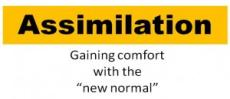 Assimilation
Gaining comfort
with the
“new normal”